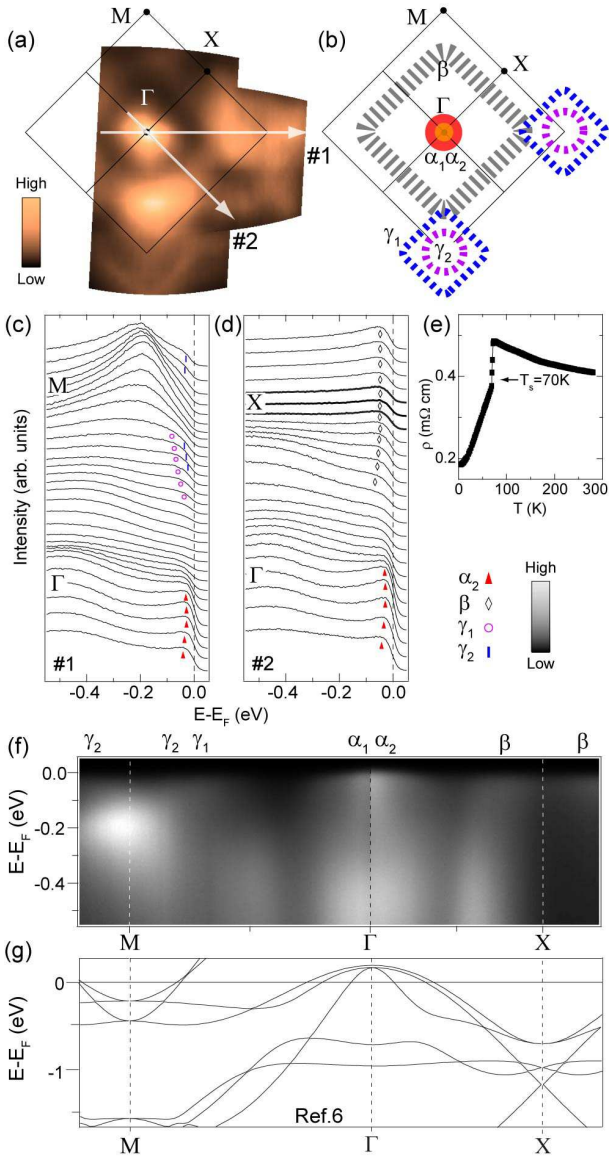 (a)
M
X
Γ
#1
#2
High
Low
(b)
M
X
β
Γ
α1 α2
γ1
γ2
(c)
M
Γ
#1
Intensity (arb. units)
-0.4
-0.2
0.0
(d)
X
Γ
#2
-0.4
-0.2
0.0
E-EF (eV)
(e)
0.4
0.2
ρ (mΩ cm)
Ts=70K
0
100
200
300
T (K)
α2
β
γ1
γ2
High
Low
(f)
γ2 γ2 γ1 α1 α2 β β
0.0
-0.2
-0.4
E-EF (eV)
M Γ X
(g)
0
-1
E-EF (eV)
Ref.6
M Γ X